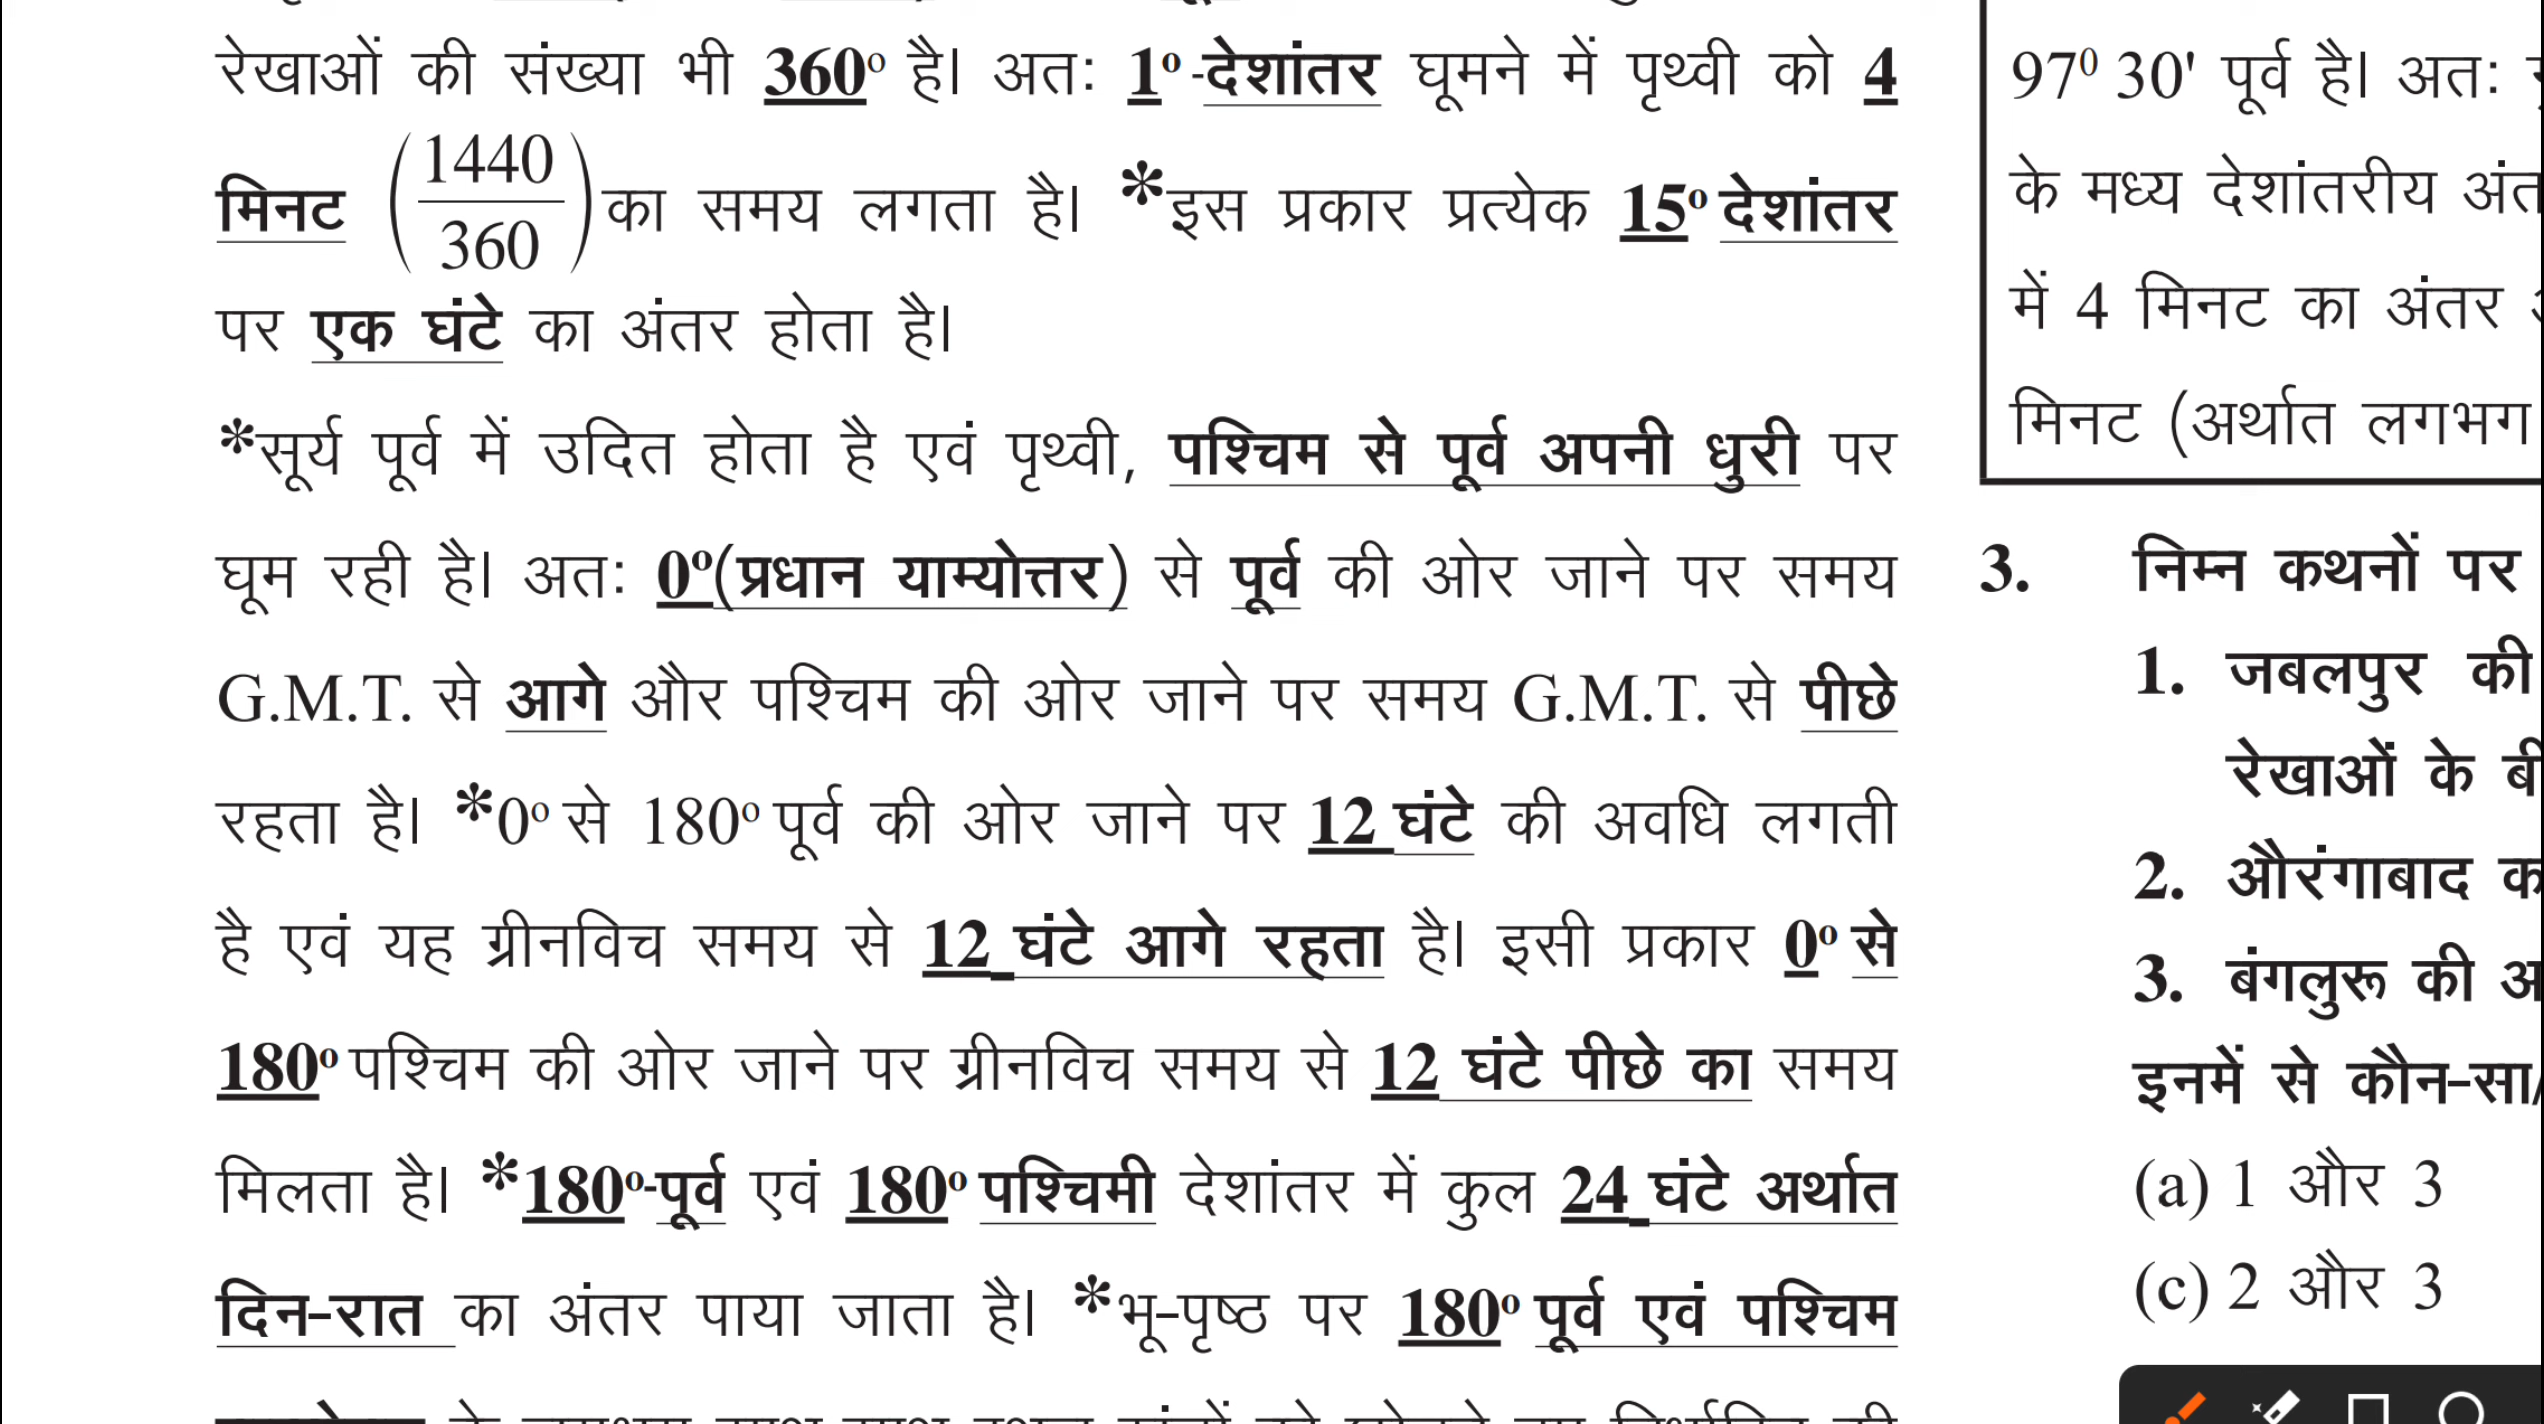 रेखाओं की संख्या भी 360° है। अतः 1°-देशांतर घूमने में पृथ्वी को 4
मिनट (1440/360) का समय लगता है। *इस प्रकार प्रत्येक 15° देशांतर
पर एक घंटे का अंतर होता है।
*सूर्य पूर्व में उदित होता है एवं पृथ्वी, पश्चिम से पूर्व अपनी धुरी पर
घूम रही है। अतः 0°(प्रधान याम्योत्तर) से पूर्व की ओर जाने पर समय
G.M.T. से आगे और पश्चिम की ओर जाने पर समय G.M.T. से पीछे
रहता है। *0° से 180° पूर्व की ओर जाने पर 12 घंटे की अवधि लगती
है एवं यह ग्रीनविच समय से 12 घंटे आगे रहता है। इसी प्रकार 0° से
180° पश्चिम की ओर जाने पर ग्रीनविच समय से 12 घंटे पीछे का समय
मिलता है। *180°-पूर्व एवं 180° पश्चिमी देशांतर में कुल 24 घंटे अर्थात
दिन-रात का अंतर पाया जाता है। *भू-पृष्ठ पर 180° पूर्व एवं पश्चिम
97° 30' पूर्व है। अतः
के मध्य देशांतरीय
में 4 मिनट का अंतर
मिनट (अर्थात लगभग
3. निम्न कथनों पर
1. जबलपुर की
रेखाओं के
2. औरंगाबाद
3. बंगलुरू की
इनमें से कौन-सा/
(a) 1 और 3
(c) 2 और 3